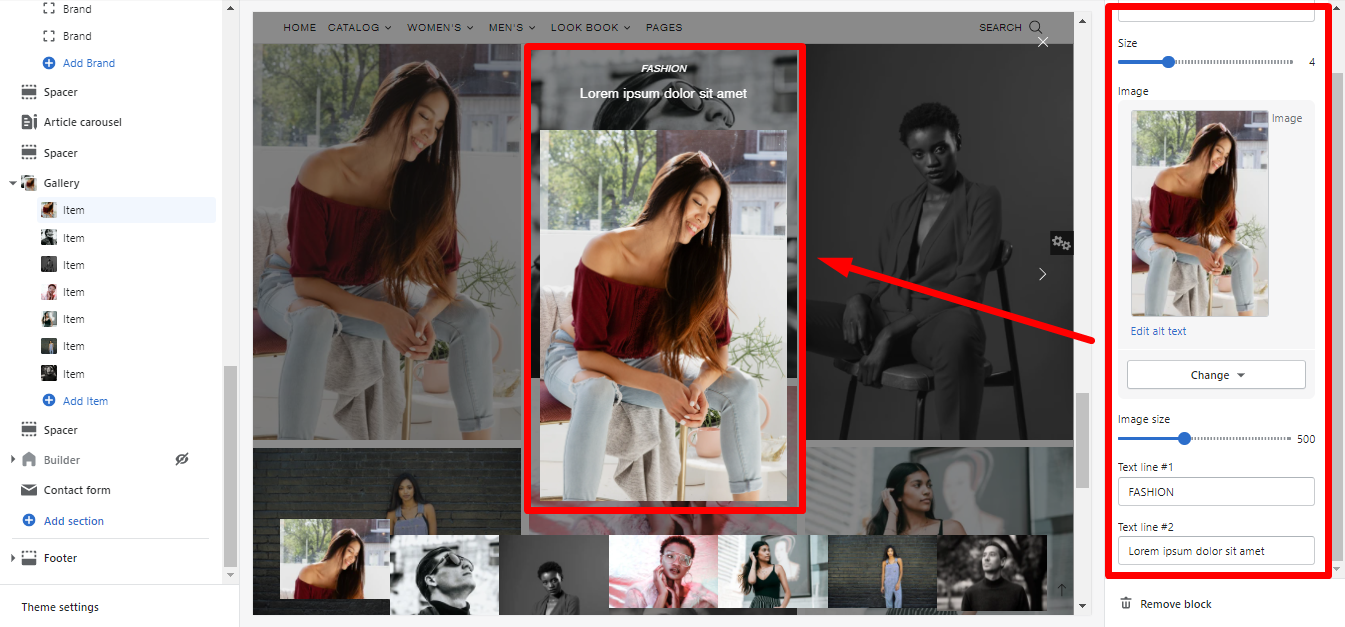 Brand
Brand
Add Brand
Spacer
Article carousel
Spacer
Gallery
Item
Item
Item
Item
Item
Item
Item
Add Item
Spacer
Builder
Contact form
Add section
Footer
Theme settings
HOME CATALOG WOMEN'S MEN'S LOOK BOOK PAGES SEARCH
FASHION
Lorem ipsum dolor sit amet
Size
4
Image
Image
Edit alt text
Change
Image size
500
Text line #1
FASHION
Text line #2
Lorem ipsum dolor sit amet
Remove block